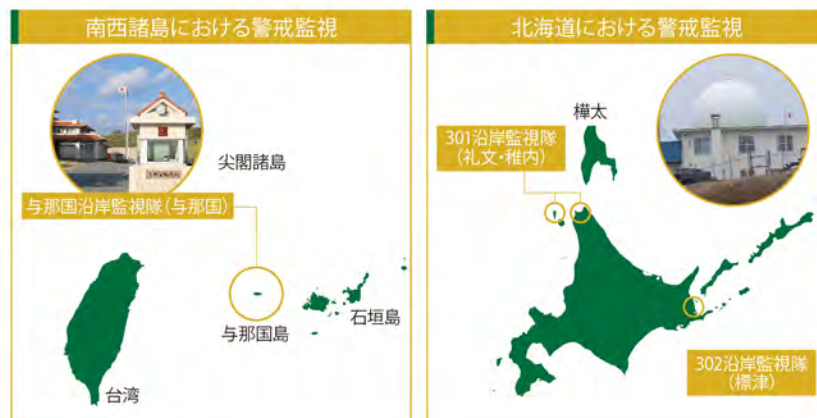 南西諸島における警戒監視
尖閣諸島
与那国沿岸監視隊(与那国)
与那国島
石垣島
台湾
北海道における警戒監視
樺太
301沿岸監視隊
(礼文・稚内)
302沿岸監視隊
(標津)